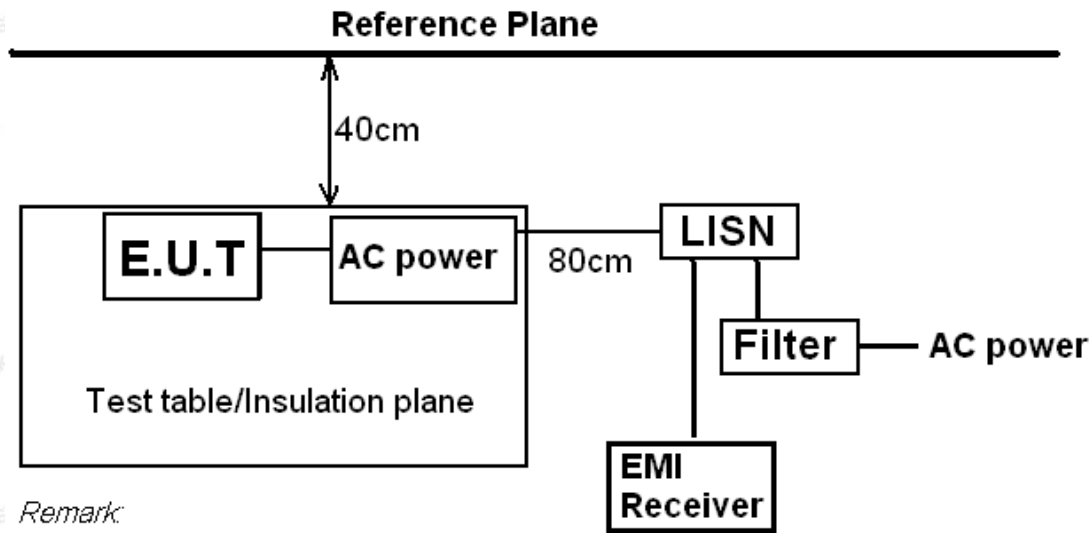 Reference Plane
40cm
E.U.T
AC power
80cm
LISN
Filter
AC power
Test table/Insulation plane
EMI
Receiver
Remark: